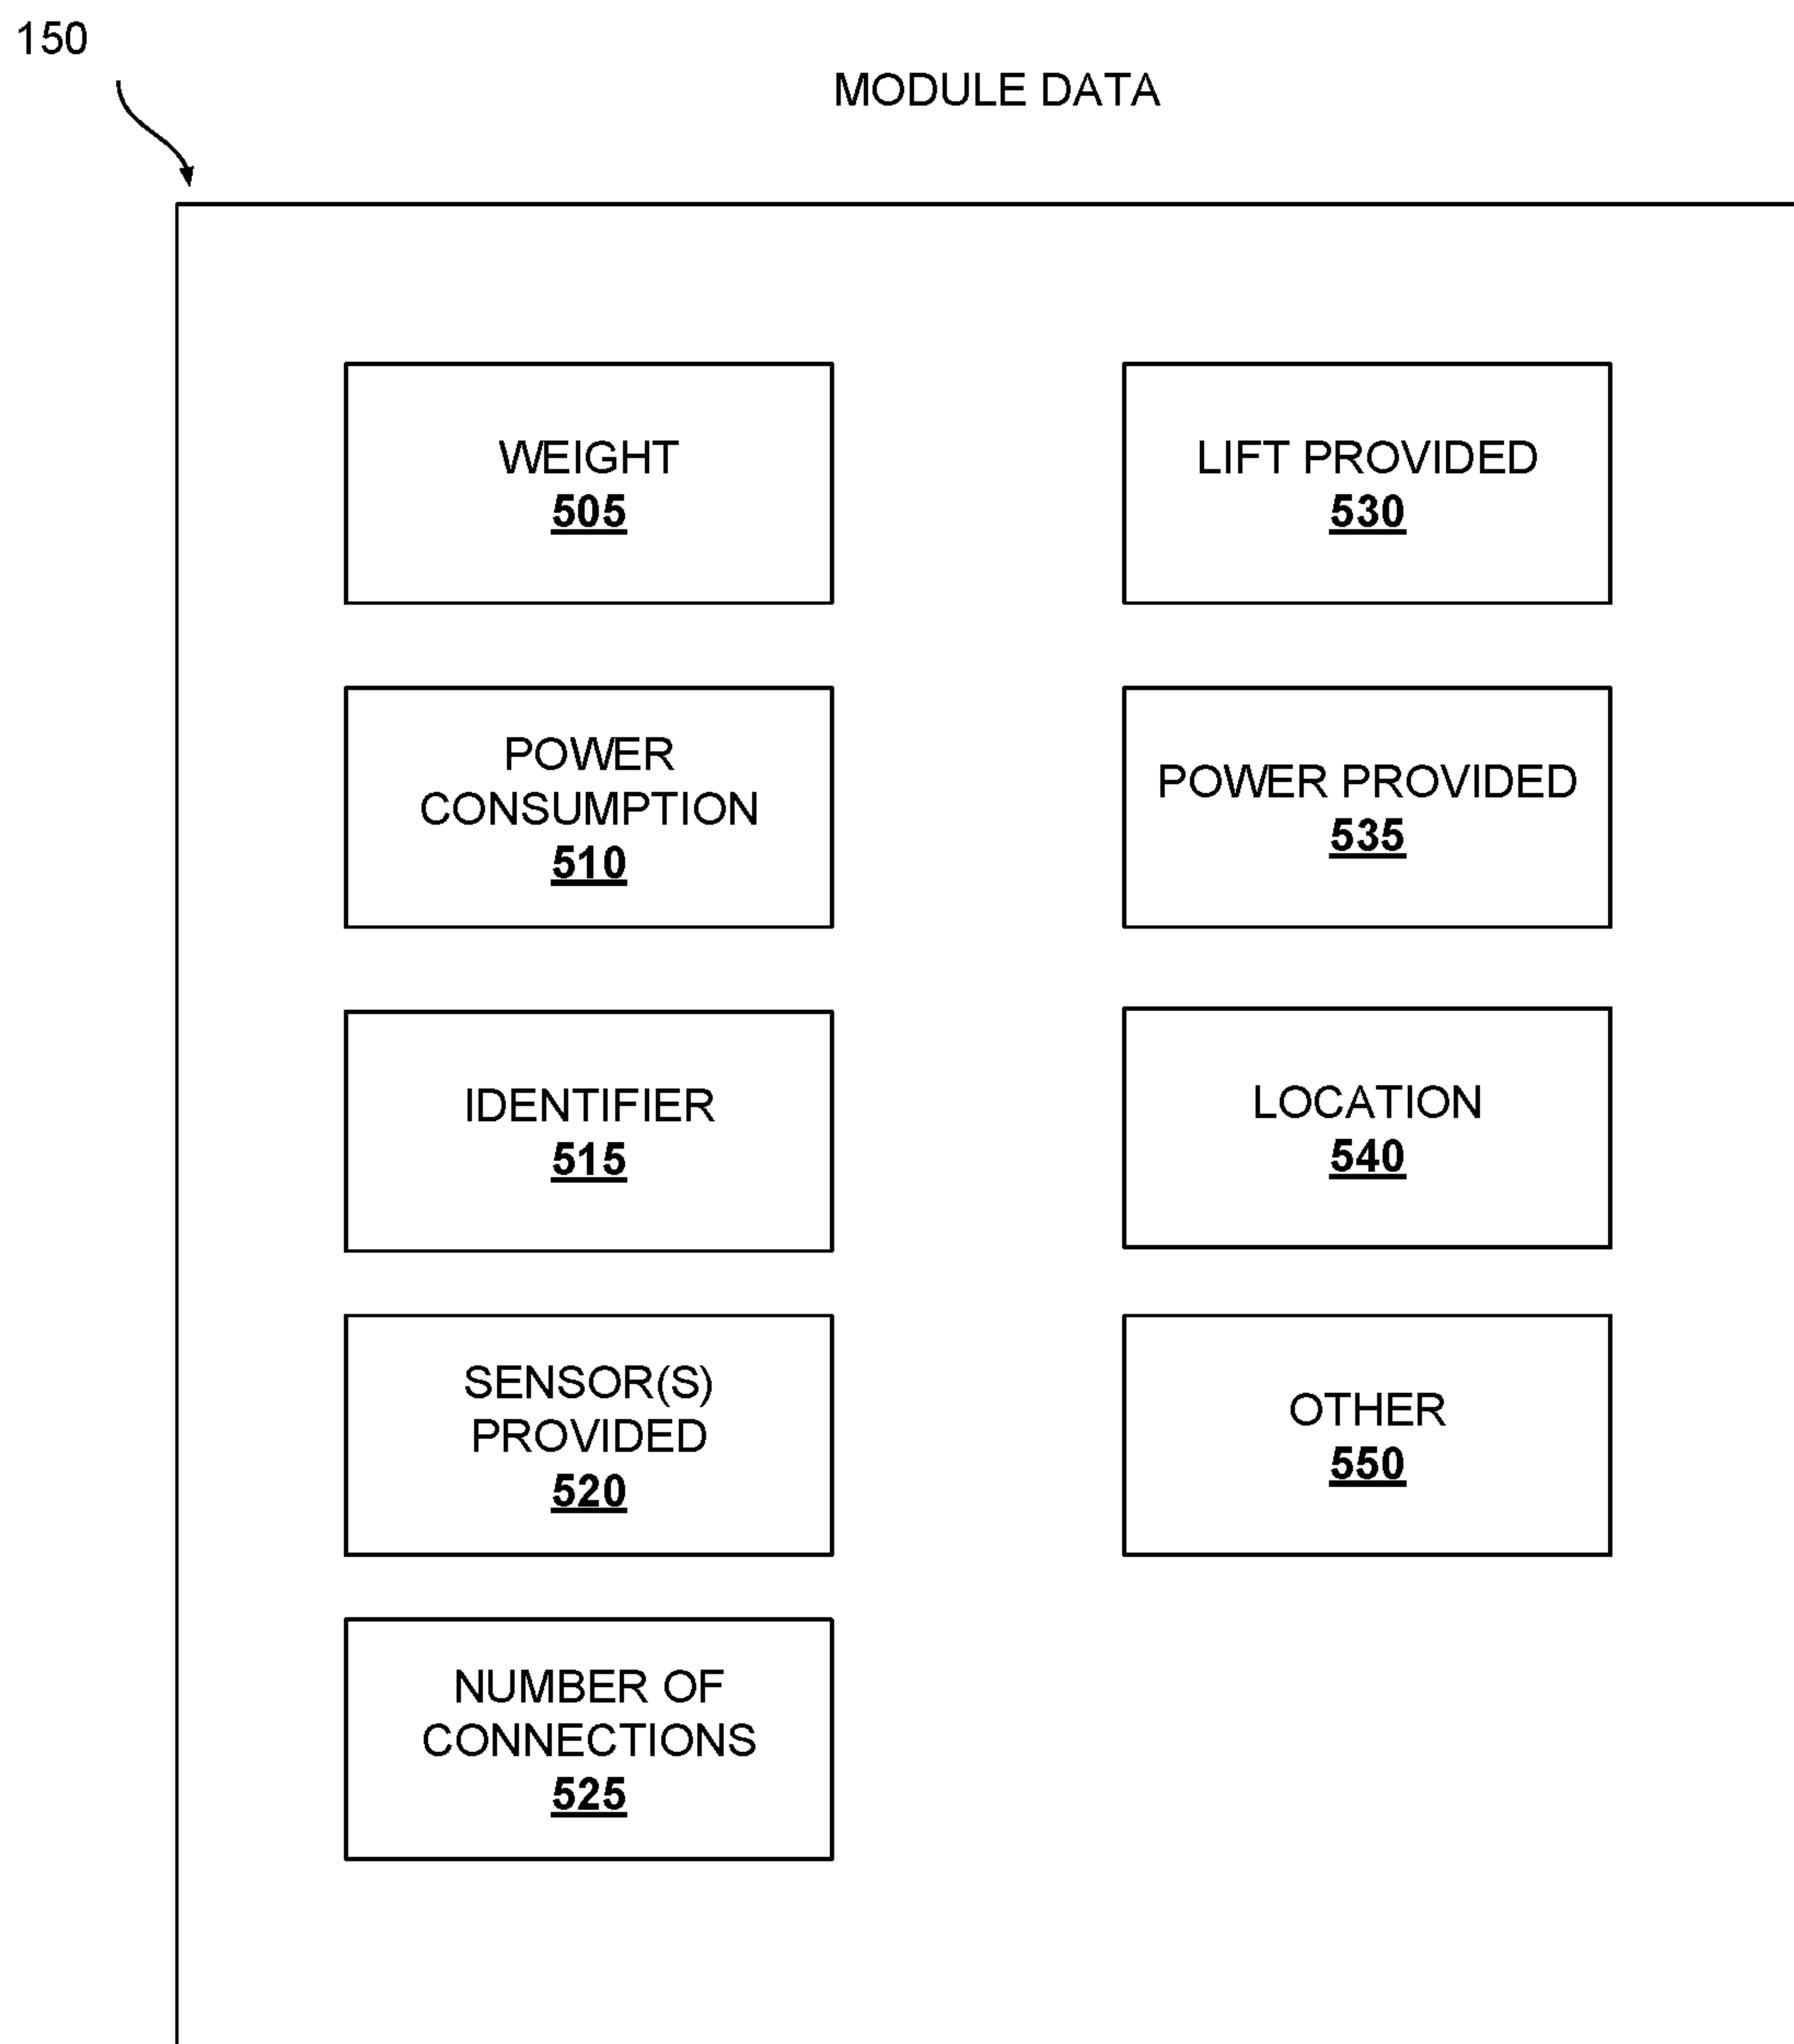 150
MODULE DATA
WEIGHT
505
LIFT PROVIDED
530
POWER
CONSUMPTION
510
POWER PROVIDED
535
IDENTIFIER
515
LOCATION
540
SENSOR(S)
PROVIDED
520
OTHER
550
NUMBER OF
CONNECTIONS
525